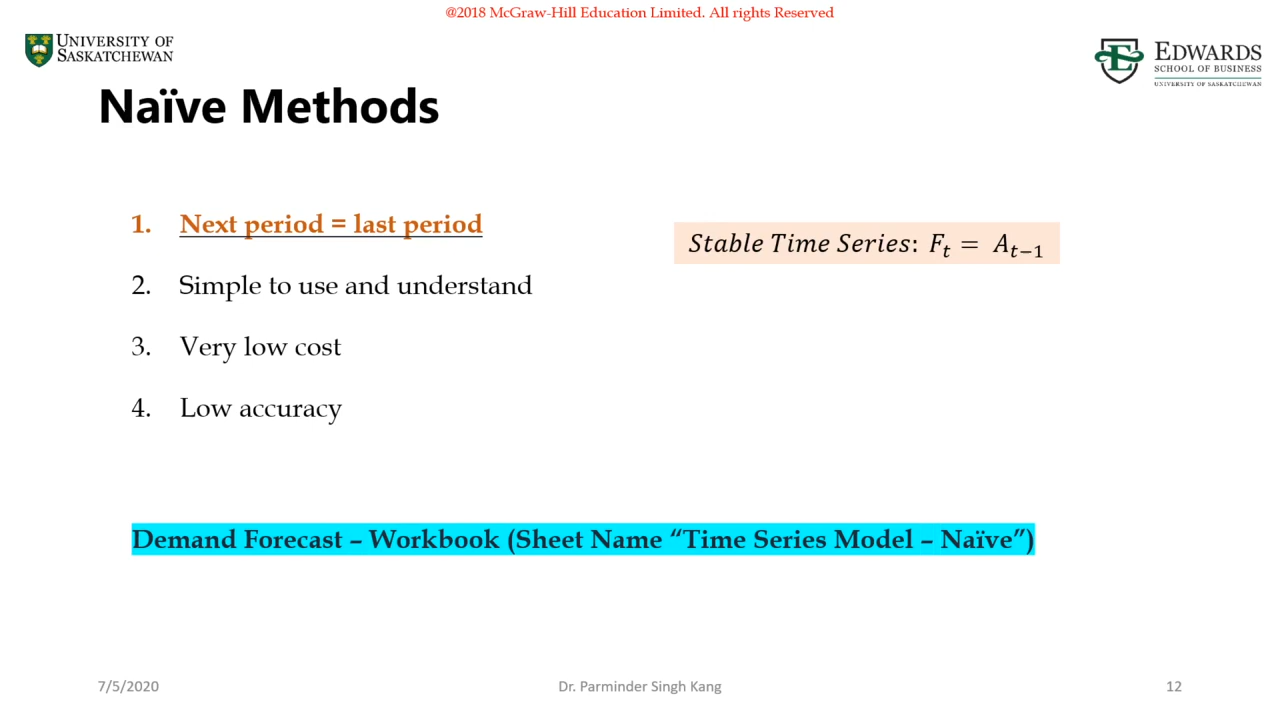 @2018 McGraw-Hill Education Limited. All rights Reserved
UNIVERSITY OF
SASKATCHEWAN
E
EDWARDS
SCHOOL OF BUSINESS
UNIVERSITY OF SASKATCHEWAN
Naïve Methods
1. Next period = last period
Stable Time Series: Fₜ = Aₜ₋₁
2. Simple to use and understand
3. Very low cost
4. Low accuracy
Demand Forecast – Workbook (Sheet Name “Time Series Model – Naïve”)
7/5/2020
Dr. Parminder Singh Kang
12